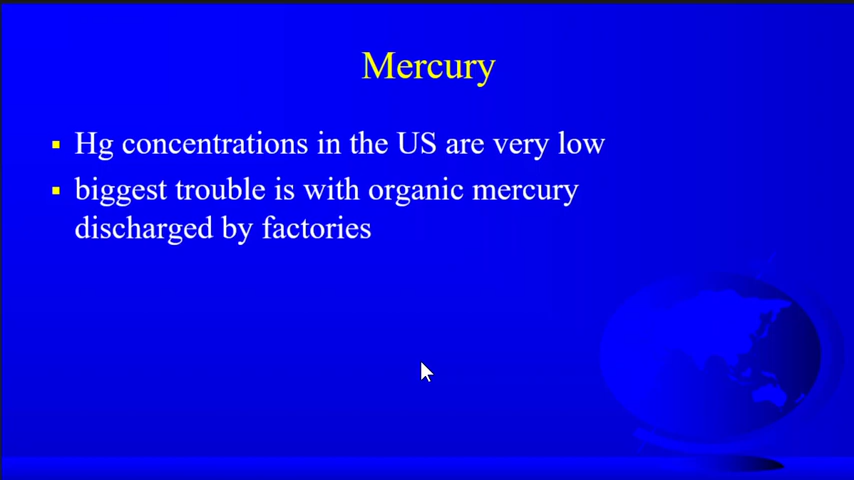 Mercury
Hg concentrations in the US are very low
biggest trouble is with organic mercury
discharged by factories